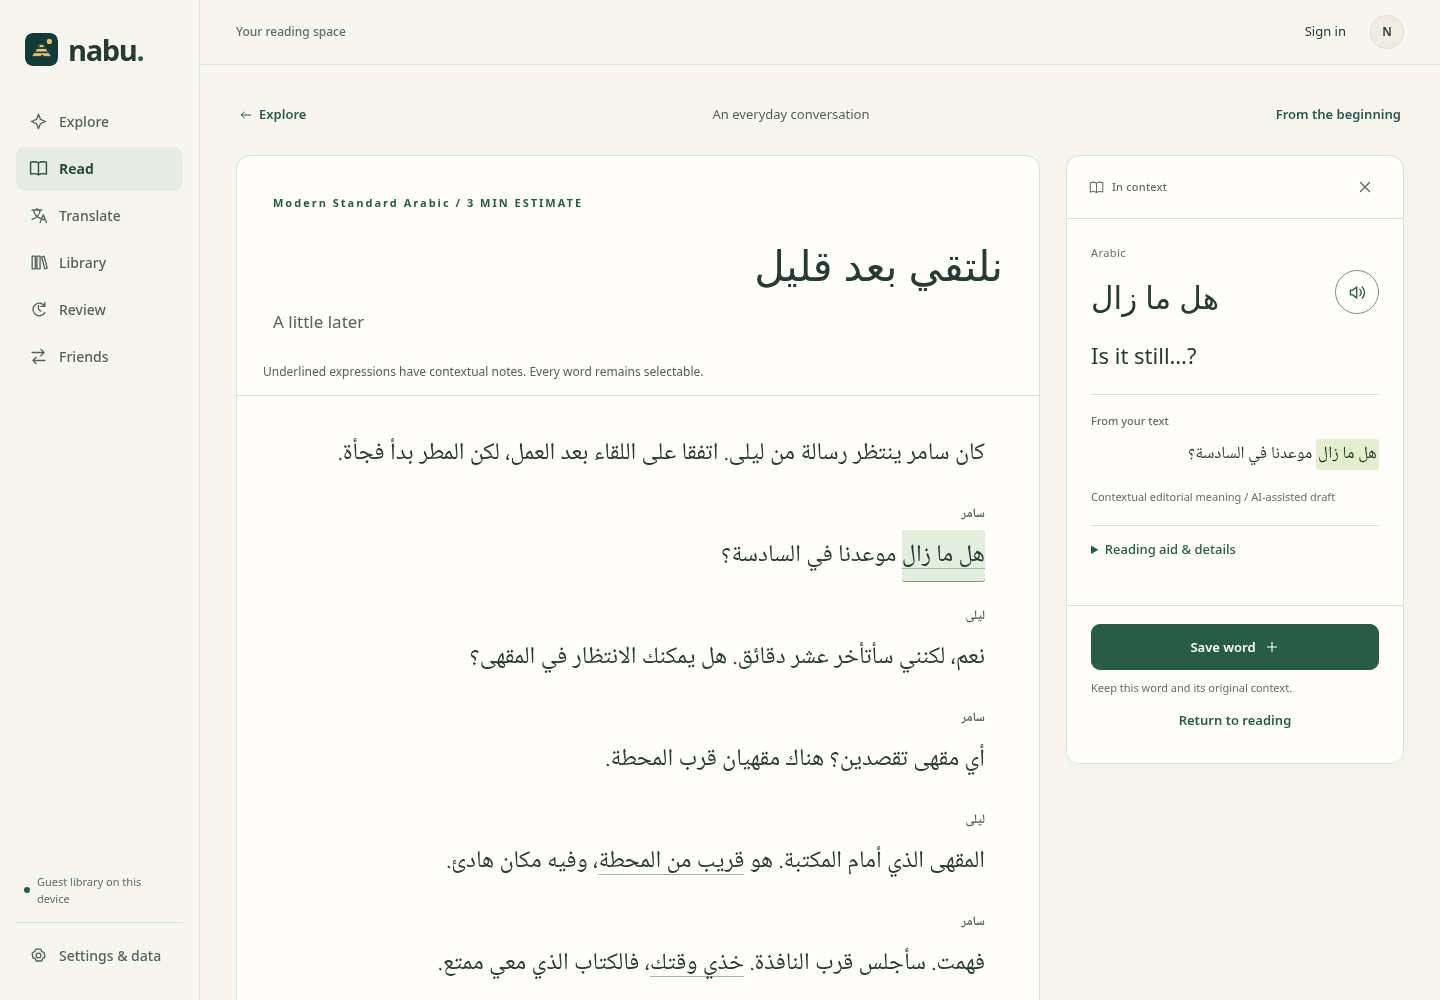 nabu.
Explore
Read
Translate
Library
Review
Friends
Guest library on this
device
Settings & data
Your reading space
Sign in
N
← Explore
An everyday conversation
From the beginning
Modern Standard Arabic / 3 MIN ESTIMATE
نلتقي بعد قليل
A little later
Underlined expressions have contextual notes. Every word remains selectable.
كان سامر ينتظر رسالة من ليلى. اتفقا على اللقاء بعد العمل، لكن المطر بدأ فجأة.
سامر
هل ما زال موعدنا في السادسة؟
ليلى
نعم، لكنني سأتأخر عشر دقائق. هل يمكنك الانتظار في المقهى؟
سامر
أي مقهى تقصدين؟ هناك مقهيان قرب المحطة.
ليلى
المقهى الذي أمام المكتبة. هو قريب من المحطة، وفيه مكان هادئ.
سامر
فهمت. سأجلس قرب النافذة. خذي وقتك، فالكتاب الذي معي ممتع.
In context
Arabic
هل ما زال
Is it still…?
From your text
هل ما زال موعدنا في السادسة؟
Contextual editorial meaning / AI-assisted draft
Reading aid & details
Save word +
Keep this word and its original context.
Return to reading